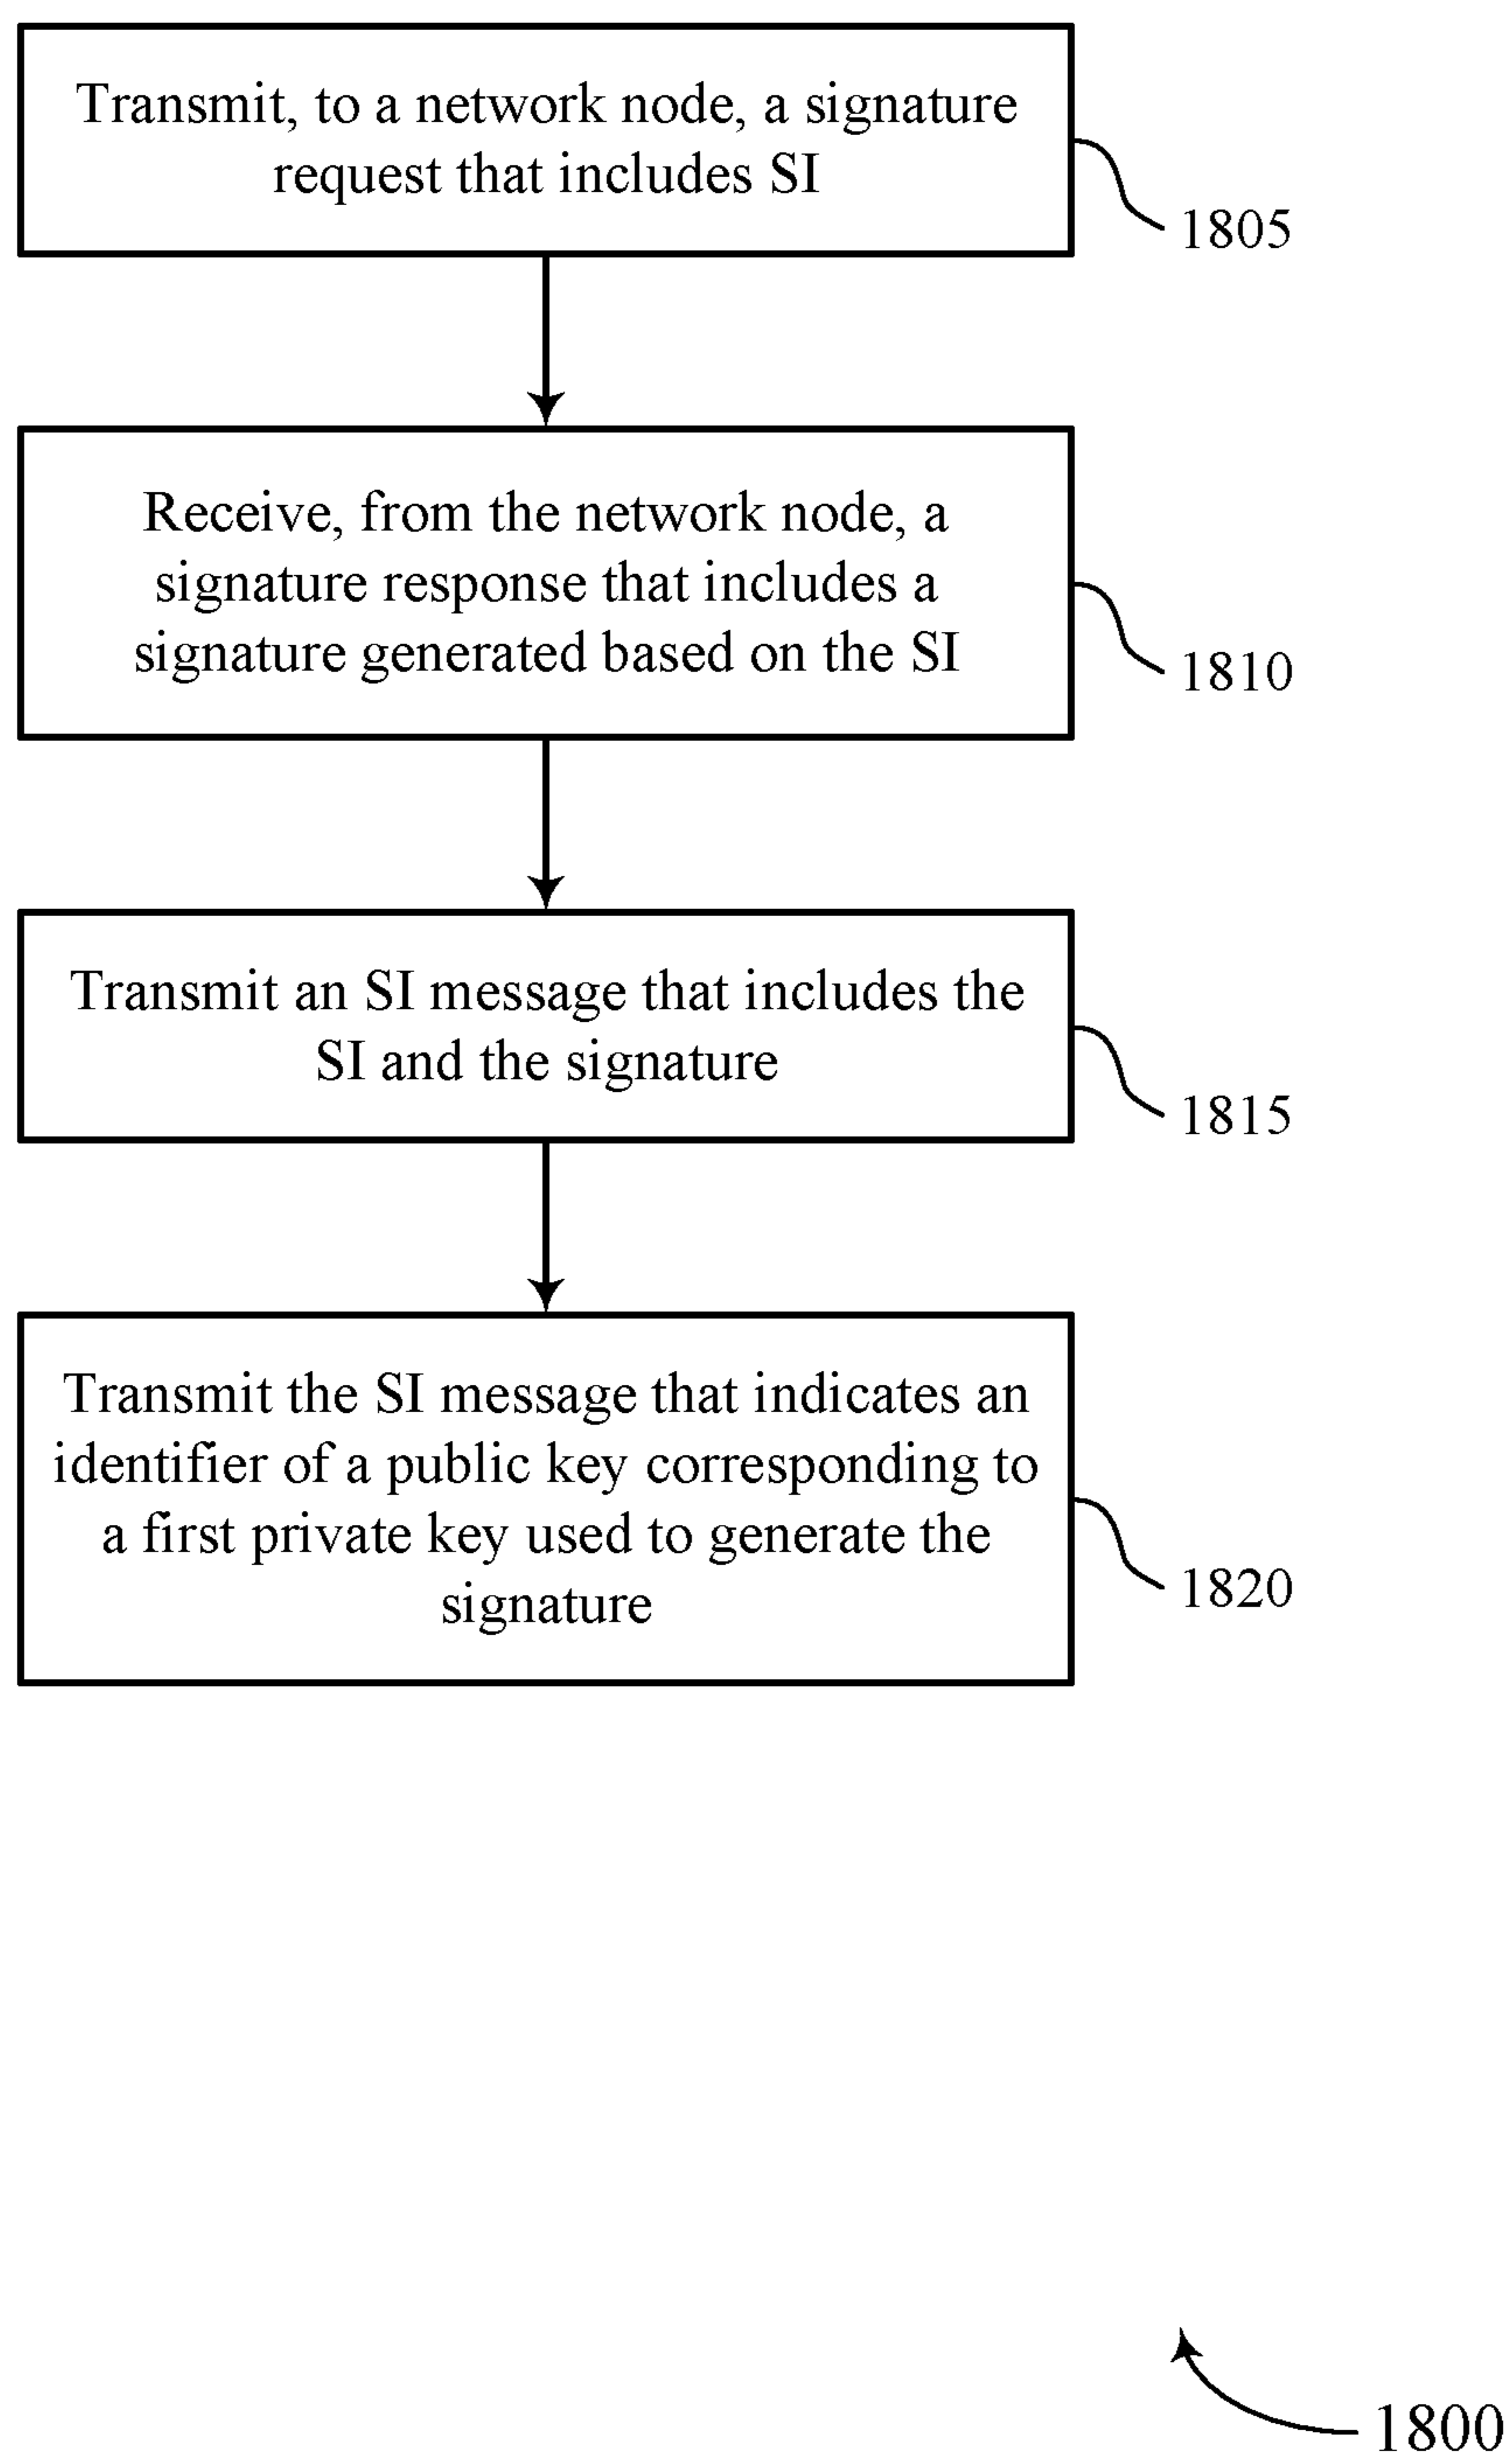 Transmit, to a network node, a signature
request that includes SI
1805
Receive, from the network node, a
signature response that includes a
signature generated based on the SI
1810
Transmit an SI message that includes the
SI and the signature
1815
Transmit the SI message that indicates an
identifier of a public key corresponding to
a first private key used to generate the
signature
1820
1800